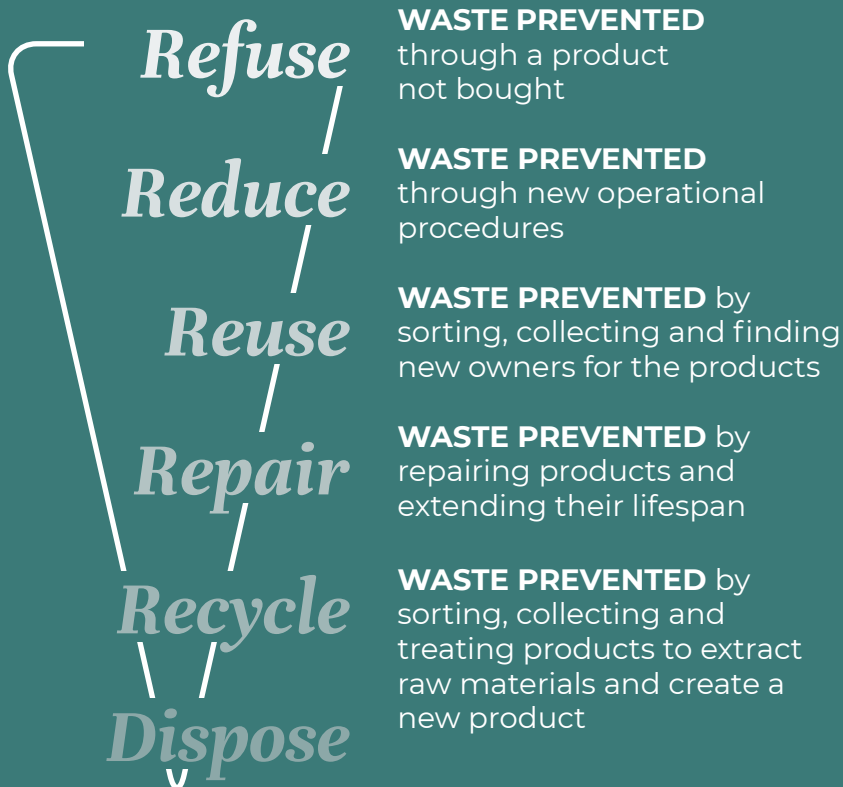 Refuse
WASTE PREVENTED
through a product
not bought
Reduce
WASTE PREVENTED
through new operational
procedures
Reuse
WASTE PREVENTED by
sorting, collecting and finding
new owners for the products
Repair
WASTE PREVENTED by
repairing products and
extending their lifespan
Recycle
WASTE PREVENTED by
sorting, collecting and
treating products to extract
raw materials and create a
new product
Dispose